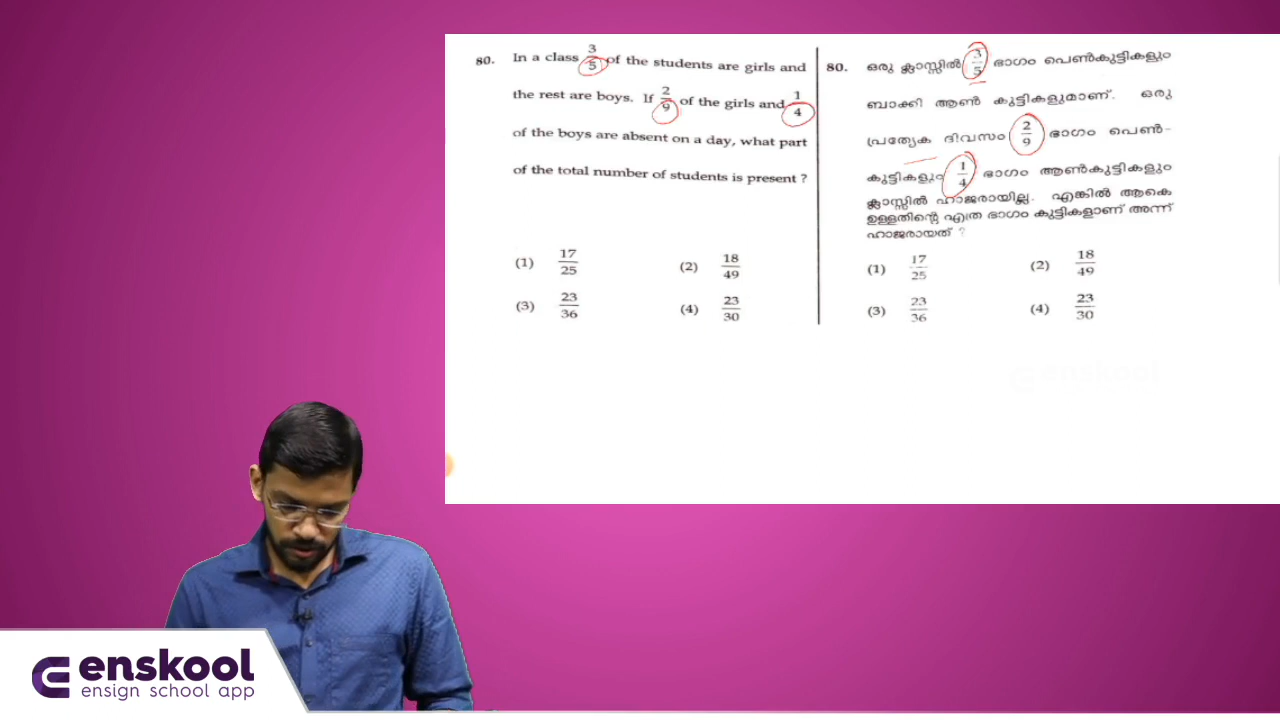 80. In a class 3/5 of the students are girls and
the rest are boys. If 2/9 of the girls and 1/4
of the boys are absent on a day, what part
of the total number of students is present ?
(1) 17/25 (2) 18/49
(3) 23/36 (4) 23/30
80. ഒരു ക്ലാസ്സിൽ 3/5 ഭാഗം പെൺകുട്ടികളും
ബാക്കി ആൺ കുട്ടികളുമാണ്. ഒരു
പ്രത്യേക ദിവസം 2/9 ഭാഗം പെൺ-
കുട്ടികളും 1/4 ഭാഗം ആൺകുട്ടികളും
ക്ലാസ്സിൽ ഹാജരായില്ല. എങ്കിൽ ആകെ
ഉള്ളതിന്റെ എത്ര ഭാഗം കുട്ടികളാണ് അന്ന്
ഹാജരായത് ?
(1) 17/25 (2) 18/49
(3) 23/36 (4) 23/30
enskool
enskool
ensign school app